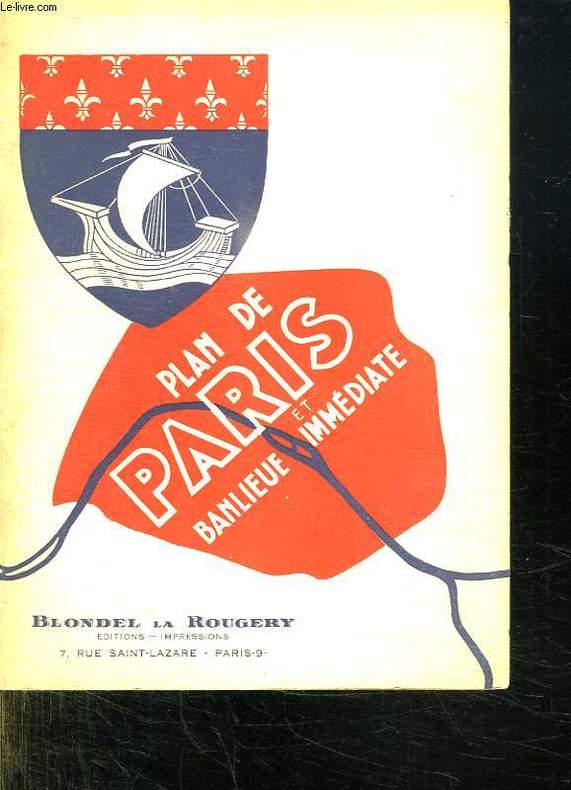 Le-livre.com
PLAN DE
PARIS
ET
BANLIEUE IMMÉDIATE
BLONDEL LA ROUGERY
EDITIONS - IMPRESSIONS
7, RUE SAINT-LAZARE - PARIS-9-